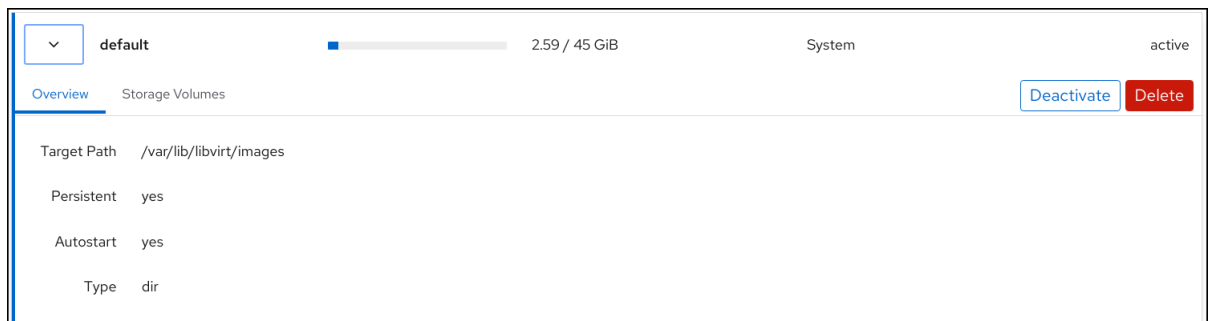 default 2.59 / 45 GiB System active
Overview Storage Volumes Deactivate Delete
Target Path /var/lib/libvirt/images
Persistent yes
Autostart yes
Type dir